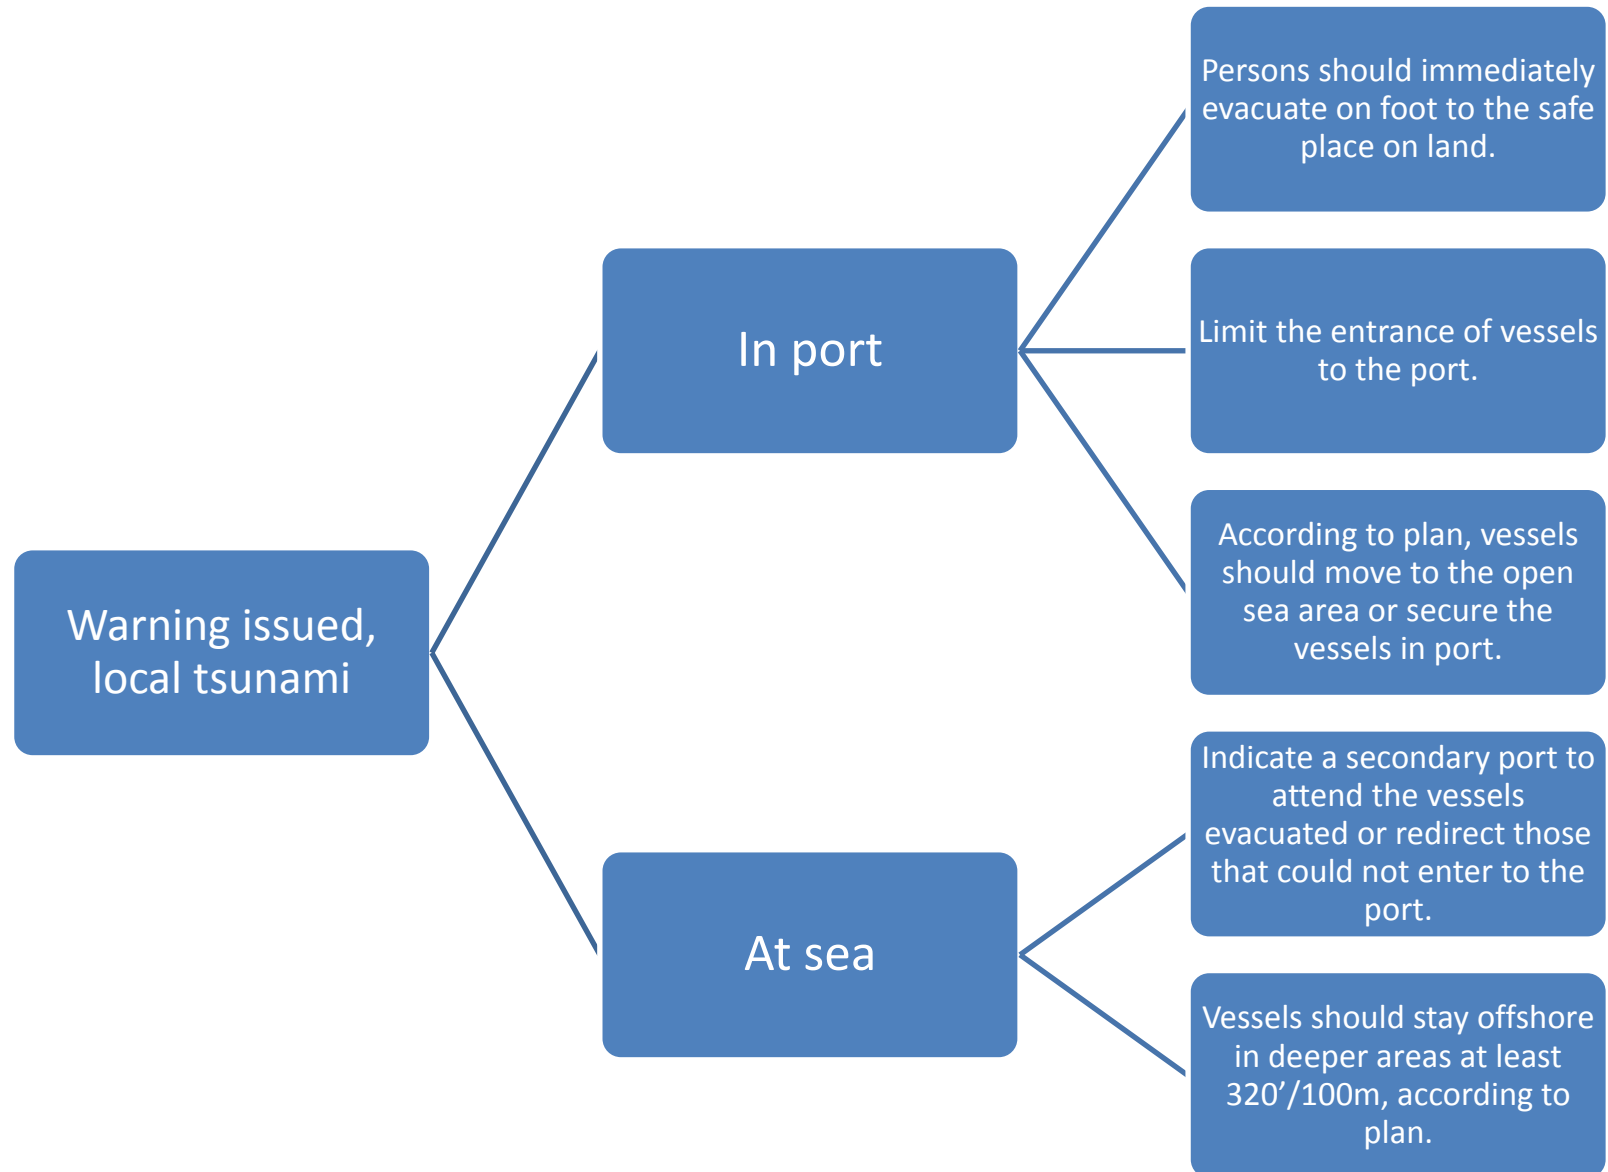 Warning issued,
local tsunami
In port
Persons should immediately
evacuate on foot to the safe
place on land.
Limit the entrance of vessels
to the port.
According to plan, vessels
should move to the open
sea area or secure the
vessels in port.
At sea
Indicate a secondary port to
attend the vessels
evacuated or redirect those
that could not enter to the
port.
Vessels should stay offshore
in deeper areas at least
320’/100m, according to
plan.